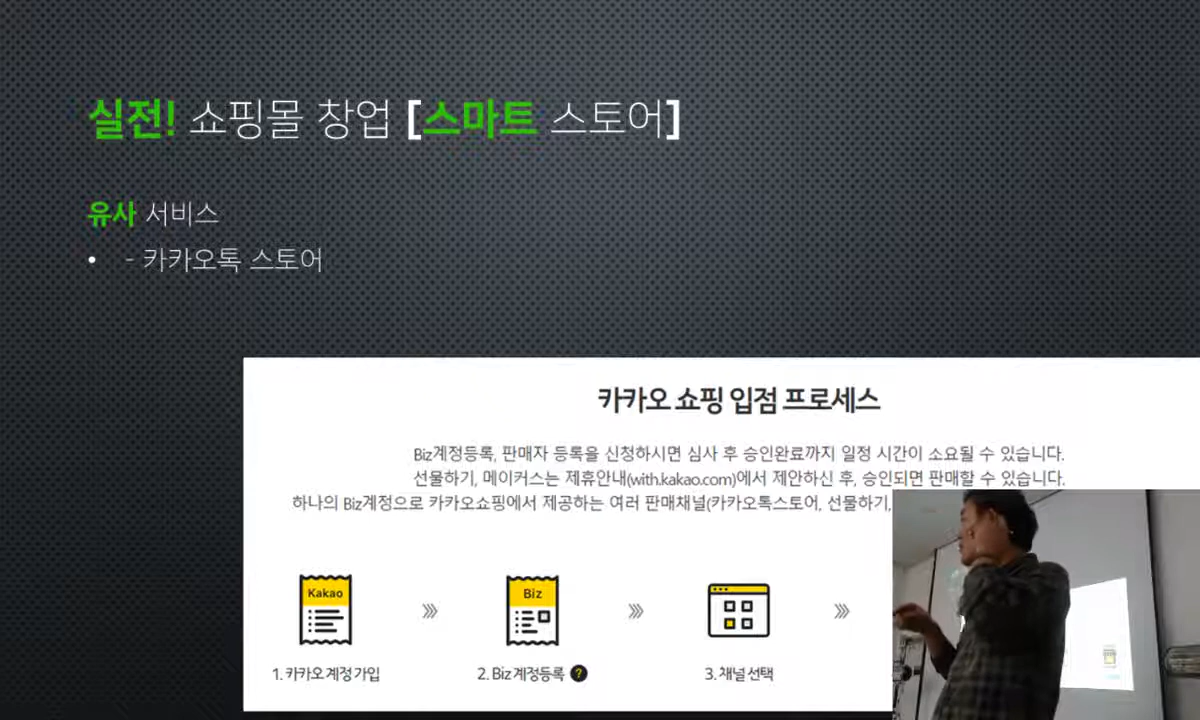 실전! 쇼핑몰 창업 [스마트 스토어]
유사 서비스
• - 카카오톡 스토어
카카오 쇼핑 입점 프로세스
Biz계정등록, 판매자 등록을 신청하시면 심사 후 승인완료까지 일정 시간이 소요될 수 있습니다.
선물하기, 메이커스는 제휴안내(with.kakao.com)에서 제안하신 후, 승인되면 판매할 수 있습니다.
하나의 Biz계정으로 카카오쇼핑에서 제공하는 여러 판매채널(카카오톡스토어, 선물하기,
Kakao
Biz
1. 카카오 계정 가입
2. Biz 계정등록 ?
3. 채널 선택